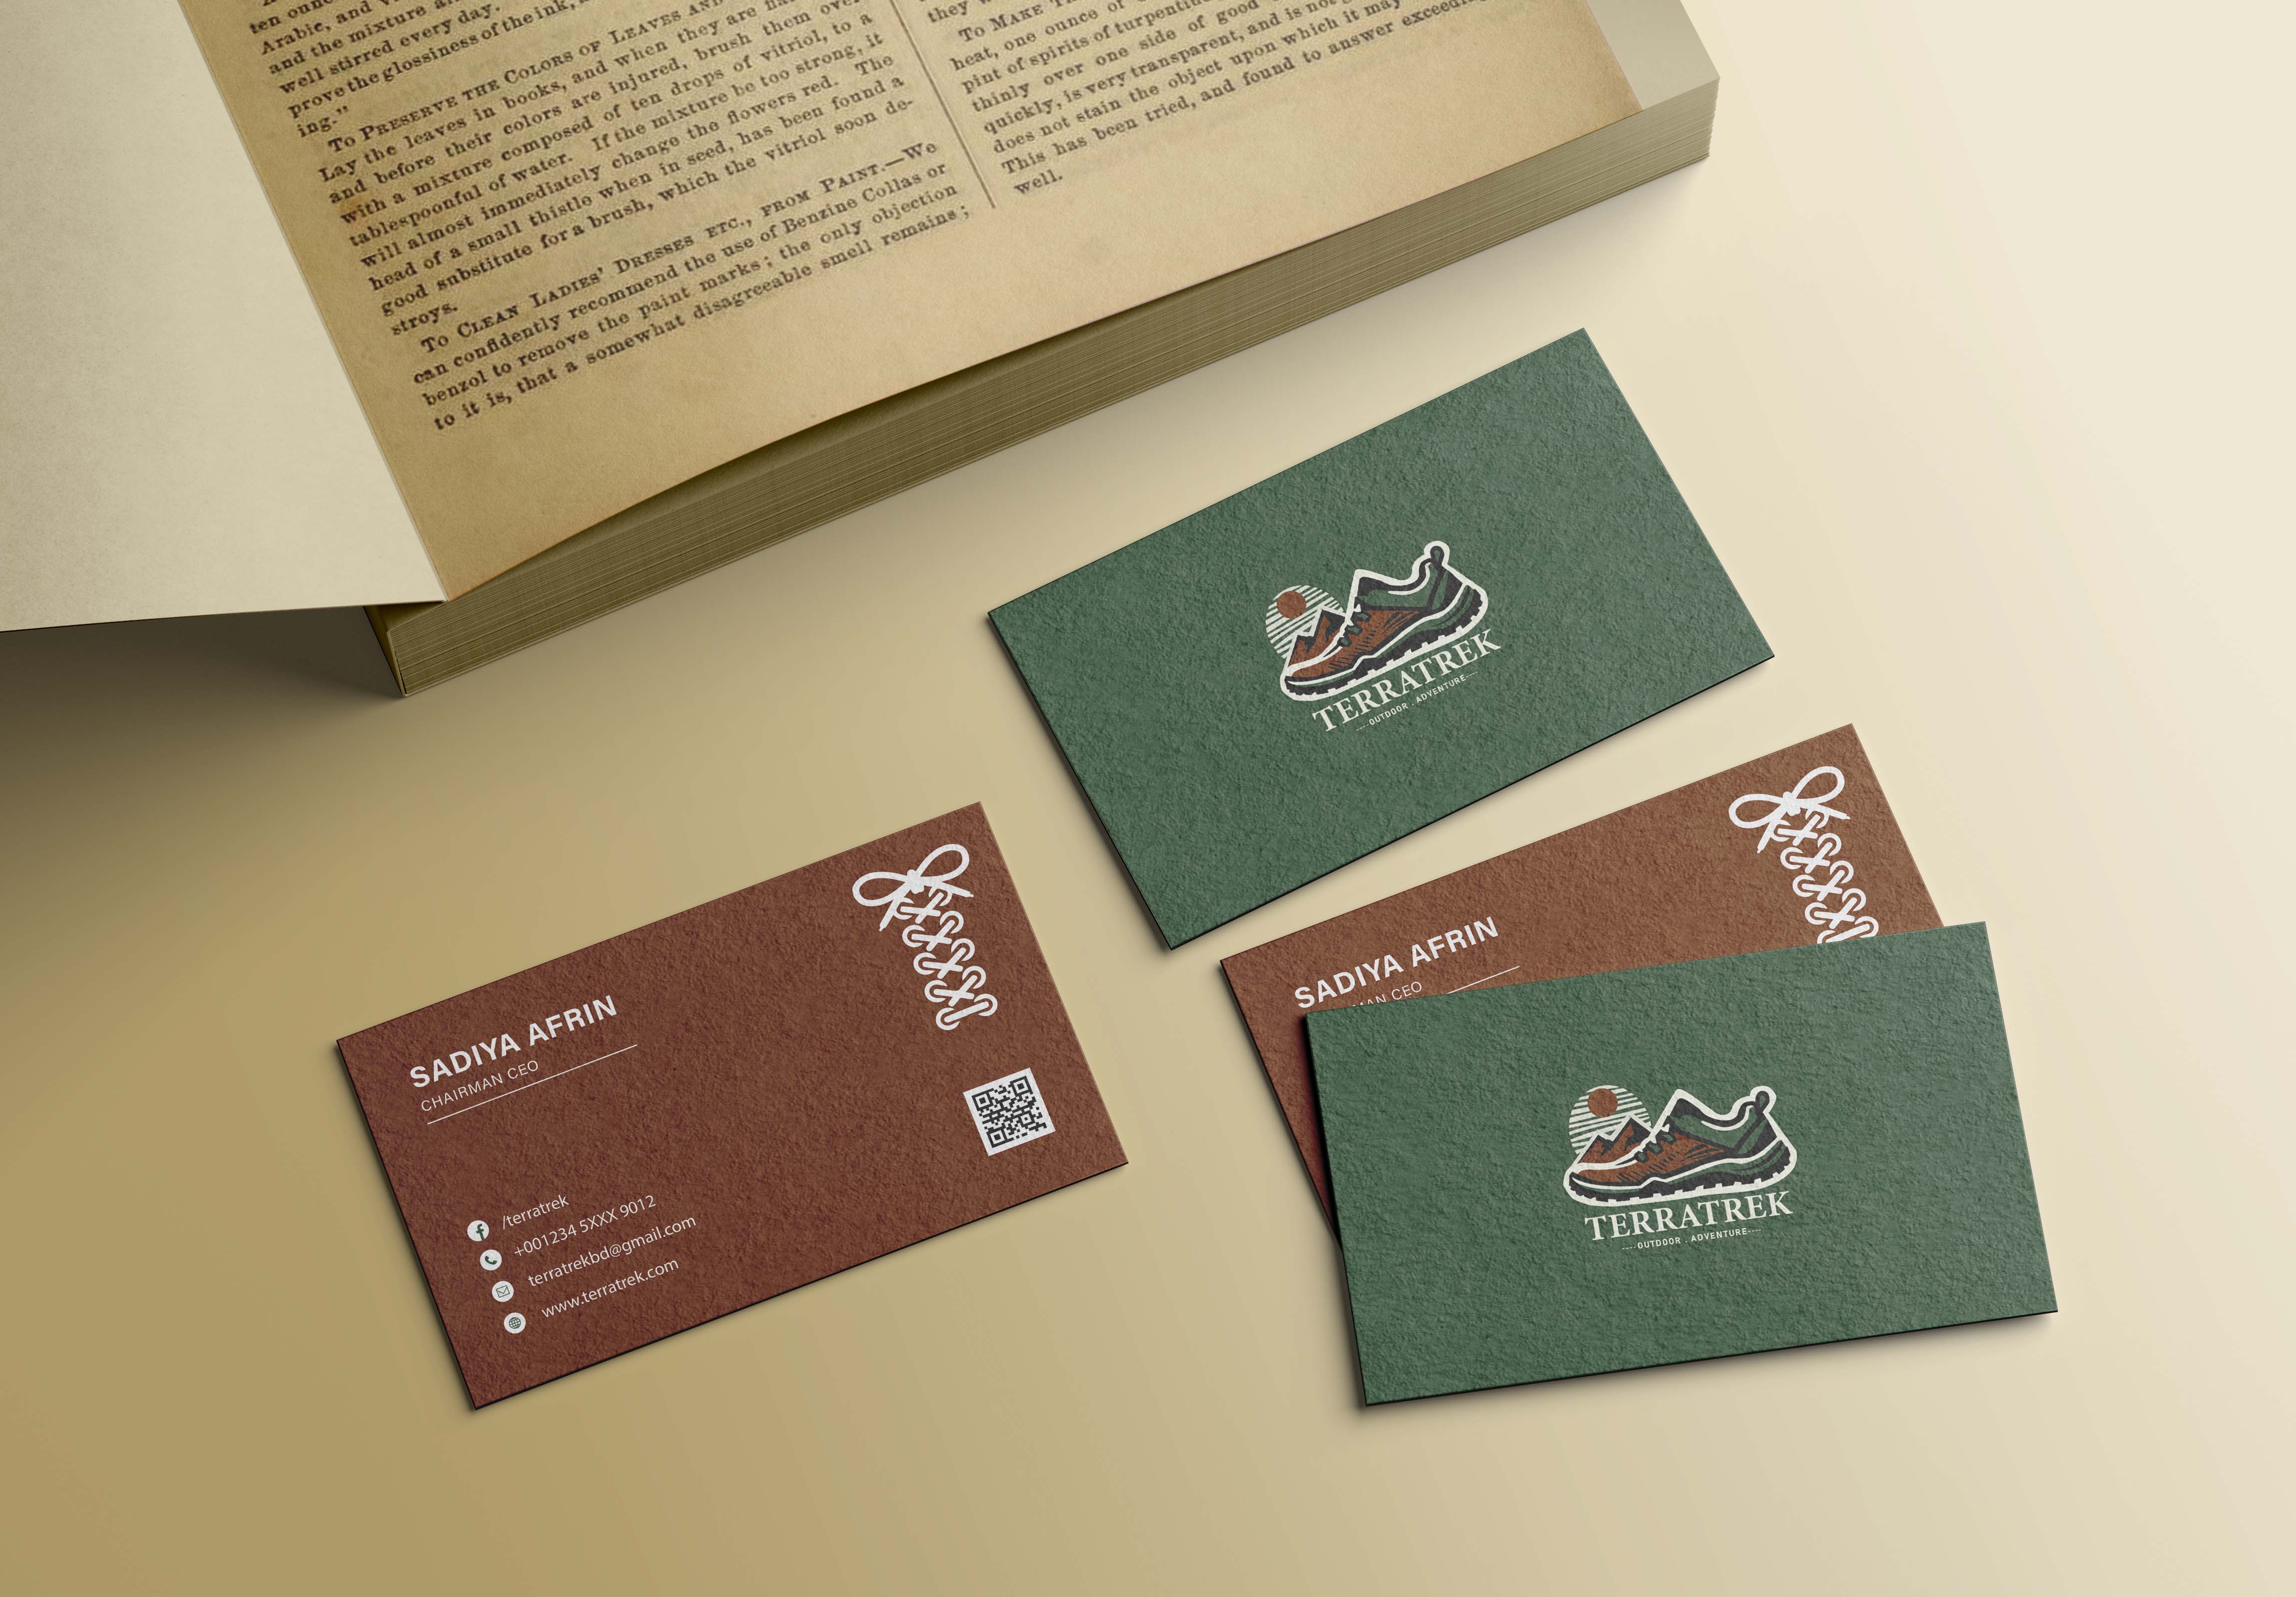 ten ounc
Arabic, and
and the mixture
well stirred every day.
prove the glossiness of the ink,
ing."
To PRESERVE THE COLORS OF LEAVES AND
Lay the leaves in books, and when they are
and before their colors are injured, brush them over
with a mixture composed of ten drops of vitriol, to a
tablespoonful of water. If the mixture be too strong, it
will almost immediately change the flowers red. The
head of a small thistle when in seed, has been found a
good substitute for a brush, which the vitriol soon de-
stroys.
To CLEAN LADIES' DRESSES ETC., FROM PAINT.—We
can confidently recommend the use of Benzine Collas or
benzol to remove the paint marks; the only objection
to it is, that a somewhat disagreeable smell remains;
they
To MAKE
heat, one ounce of
pint of spirits of turpentine
thinly over one side of good
quickly, is very transparent, and is not
does not stain the object upon which it may
This has been tried, and found to answer exceeding
well.
TERRATREK
----OUTDOOR . ADVENTURE----
SADIYA AFRIN
CHAIRMAN CEO
/terratrek
+001234 5XXX 9012
terratrekbd@gmail.com
www.terratrek.com
SADIYA AFRIN
MAN CEO
TERRATREK
----OUTDOOR . ADVENTURE----